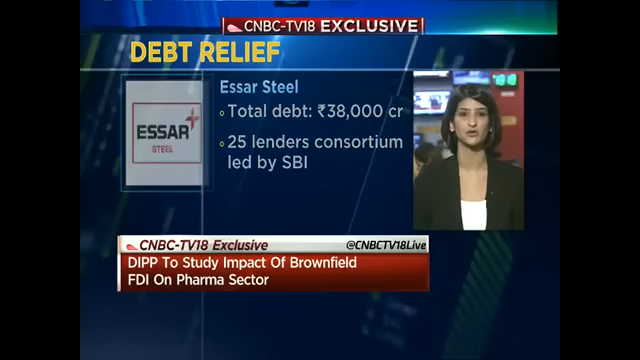 CNBC-TV18 EXCLUSIVE
DEBT RELIEF
ESSAR
STEEL
Essar Steel
Total debt: ₹38,000 cr
25 lenders consortium
led by SBI
CNBC-TV18 Exclusive @CNBCTV18Live
DIPP To Study Impact Of Brownfield
FDI On Pharma Sector